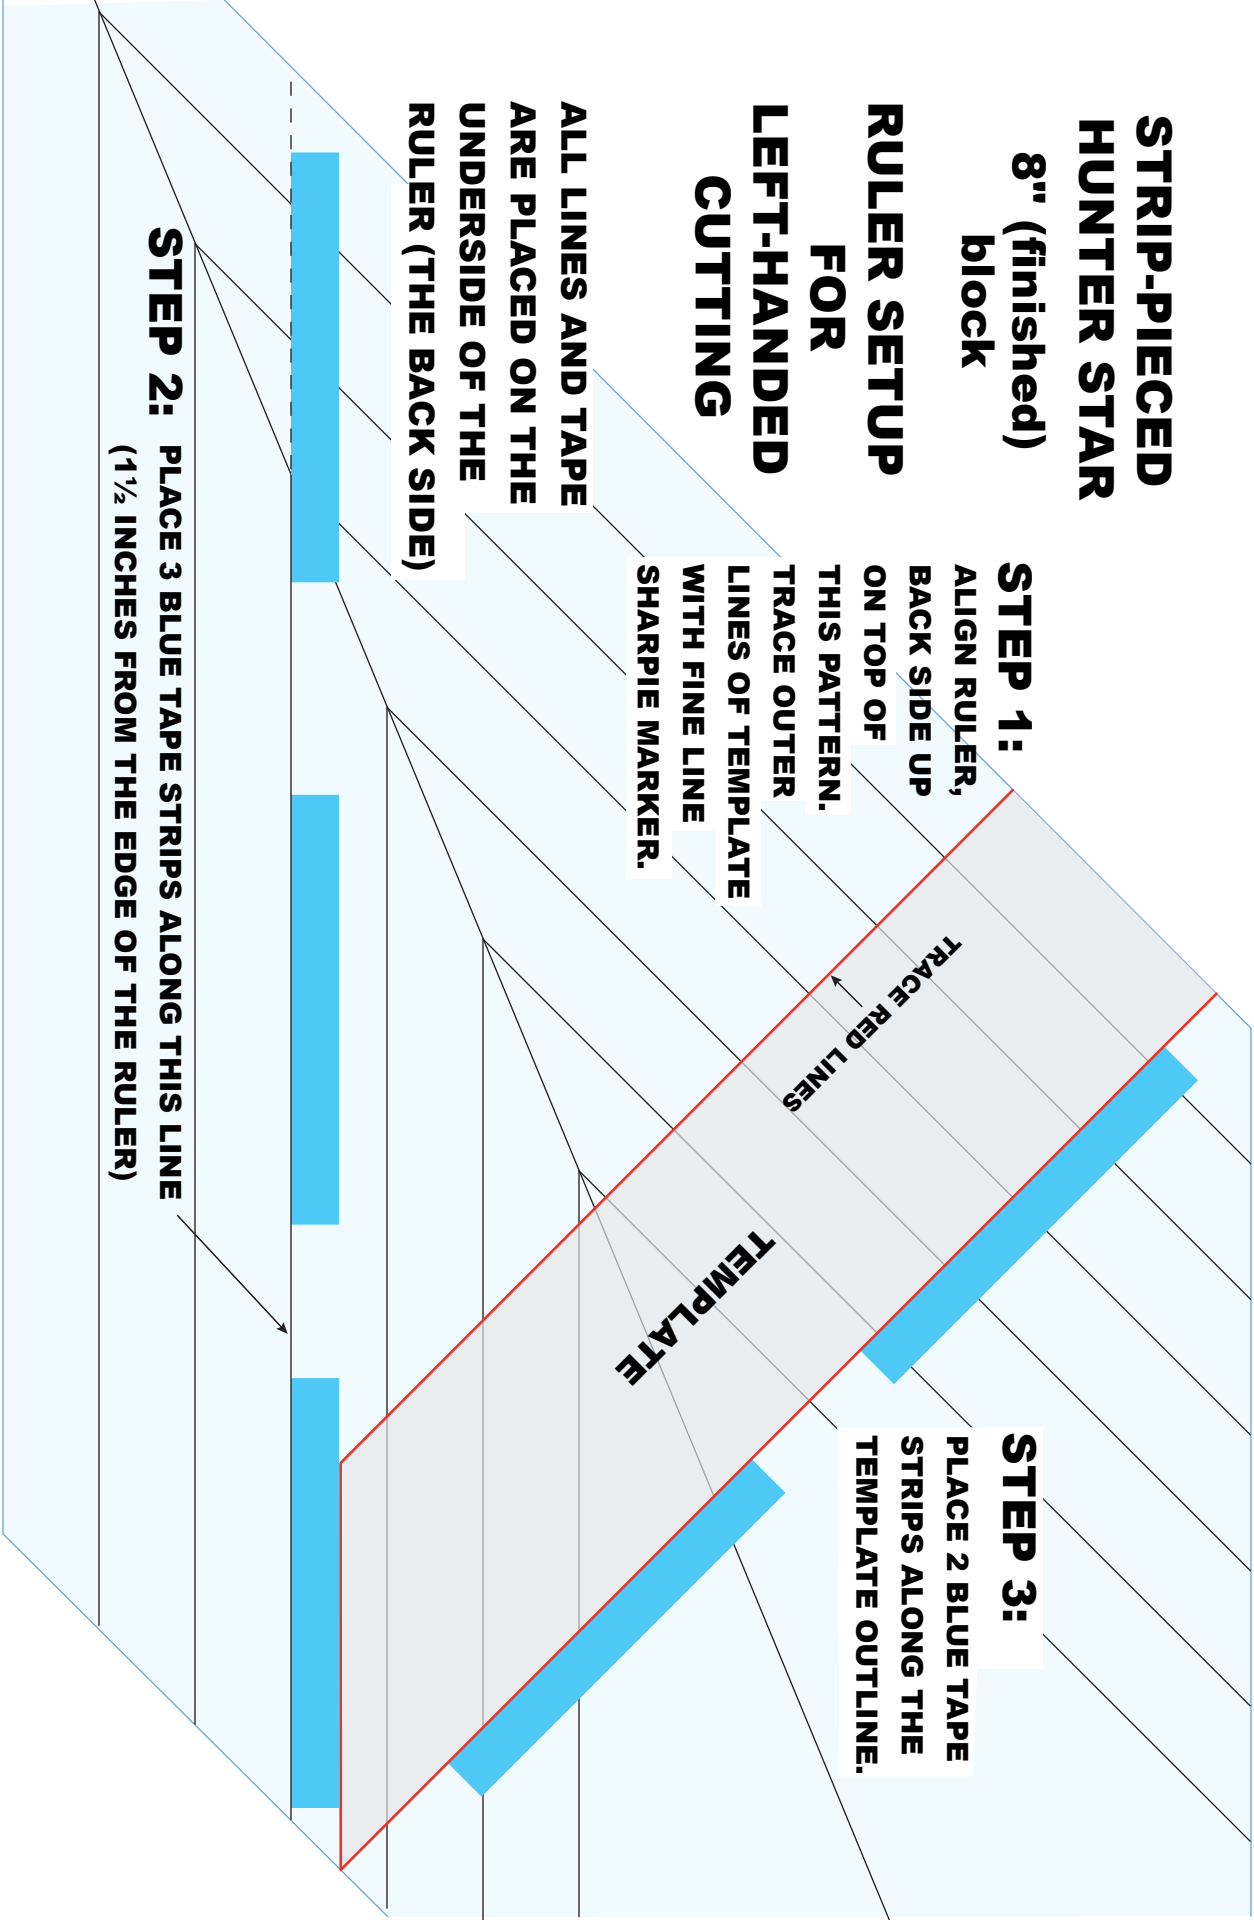 STRIP-PIECED
HUNTER STAR
8" (finished)
block
RULER SETUP
FOR
LEFT-HANDED
CUTTING
ALL LINES AND TAPE
ARE PLACED ON THE
UNDERSIDE OF THE
RULER (THE BACK SIDE)
STEP 1:
ALIGN RULER,
BACK SIDE UP
ON TOP OF
THIS PATTERN.
TRACE OUTER
LINES OF TEMPLATE
WITH FINE LINE
SHARPIE MARKER.
TRACE RED LINES
TEMPLATE
STEP 2: PLACE 3 BLUE TAPE STRIPS ALONG THIS LINE
(1½ INCHES FROM THE EDGE OF THE RULER)
STEP 3:
PLACE 2 BLUE TAPE
STRIPS ALONG THE
TEMPLATE OUTLINE.